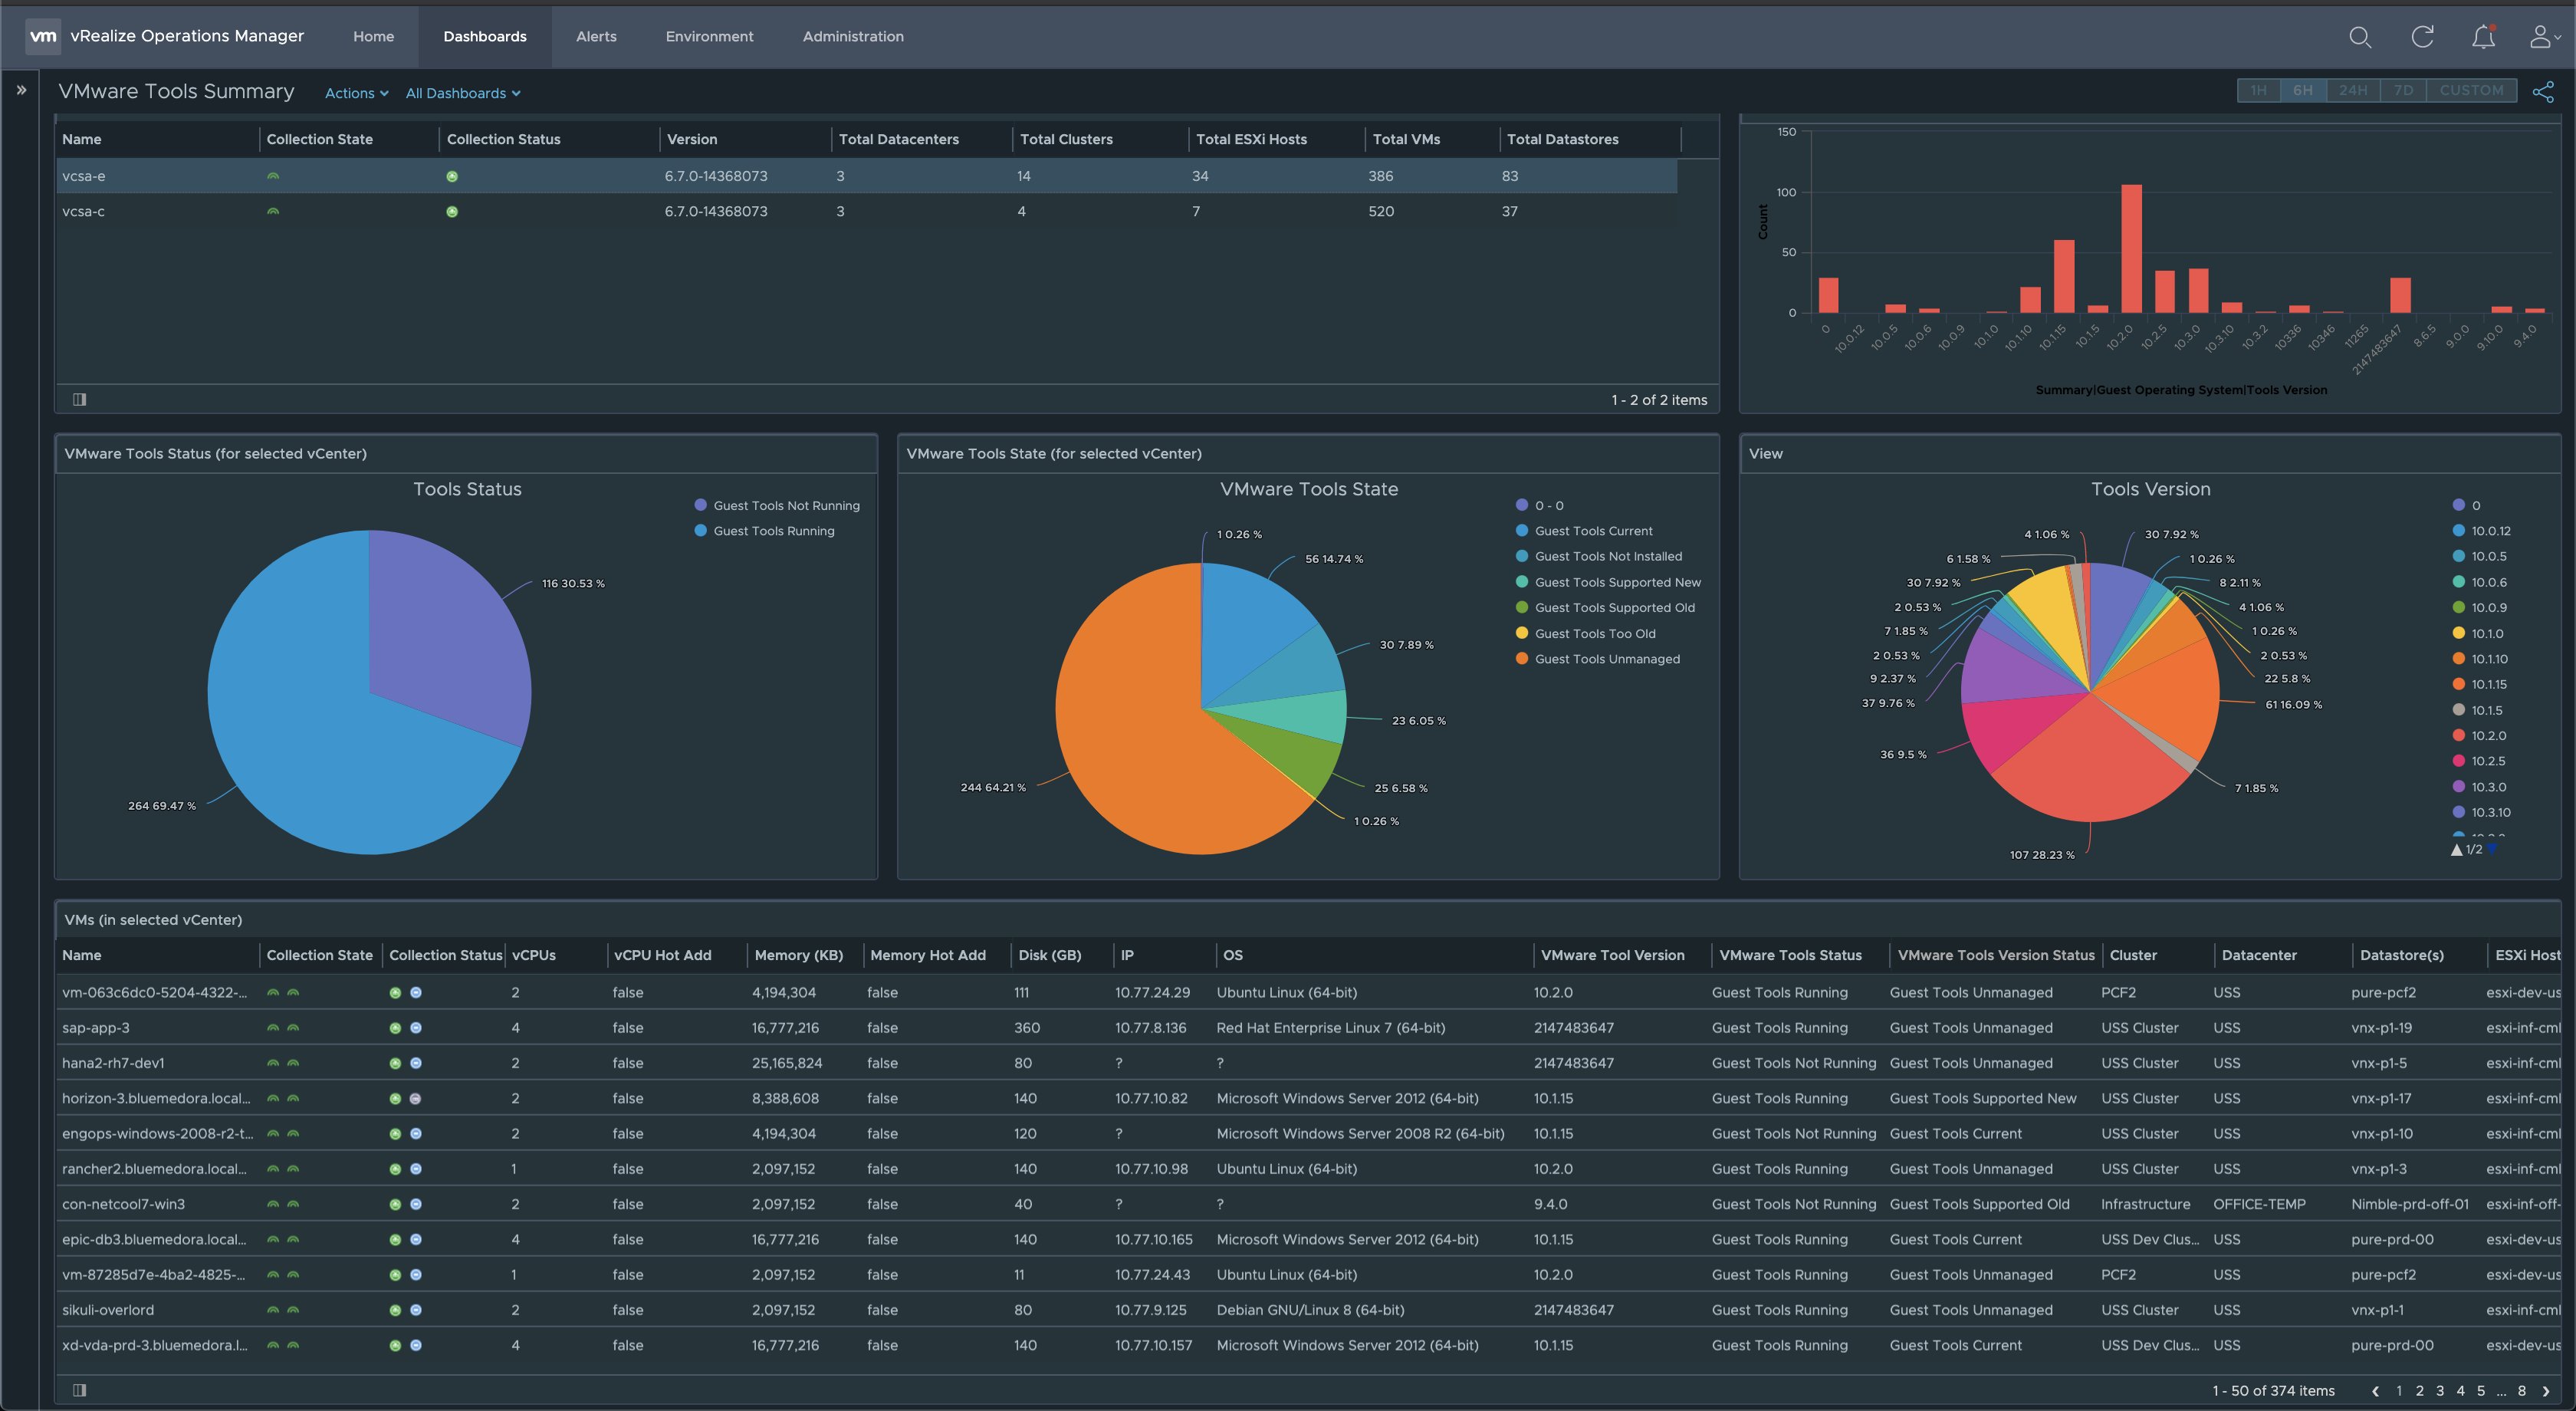 vm vRealize Operations Manager Home Dashboards Alerts Environment Administration
VMware Tools Summary Actions All Dashboards 1H 6H 24H 7D CUSTOM
Name Collection State Collection Status Version Total Datacenters Total Clusters Total ESXi Hosts Total VMs Total Datastores
vcsa-e 6.7.0-14368073 3 14 34 386 83
vcsa-c 6.7.0-14368073 3 4 7 520 37
1 - 2 of 2 items
150
100
50
0
Count
0 10.0.12 10.0.5 10.0.6 10.0.9 10.1.0 10.1.10 10.1.15 10.1.5 10.2.0 10.2.5 10.3.0 10.3.10 10.3.2 10336 10346 11265 2147483647 8.6.5 9.0.0 9.10.0 9.4.0
Summary|Guest Operating System|Tools Version
VMware Tools Status (for selected vCenter)
Tools Status
Guest Tools Not Running
Guest Tools Running
116 30.53 %
264 69.47 %
VMware Tools State (for selected vCenter)
VMware Tools State
0 - 0
Guest Tools Current
Guest Tools Not Installed
Guest Tools Supported New
Guest Tools Supported Old
Guest Tools Too Old
Guest Tools Unmanaged
1 0.26 %
56 14.74 %
30 7.89 %
23 6.05 %
25 6.58 %
1 0.26 %
244 64.21 %
View
Tools Version
4 1.06 %
6 1.58 %
30 7.92 %
2 0.53 %
7 1.85 %
2 0.53 %
9 2.37 %
37 9.76 %
36 9.5 %
107 28.23 %
30 7.92 %
1 0.26 %
8 2.11 %
4 1.06 %
1 0.26 %
2 0.53 %
22 5.8 %
61 16.09 %
7 1.85 %
0
10.0.12
10.0.5
10.0.6
10.0.9
10.1.0
10.1.10
10.1.15
10.1.5
10.2.0
10.2.5
10.3.0
10.3.10
1/2
VMs (in selected vCenter)
Name Collection State Collection Status vCPUs vCPU Hot Add Memory (KB) Memory Hot Add Disk (GB) IP OS VMware Tool Version VMware Tools Status VMware Tools Version Status Cluster Datacenter Datastore(s) ESXi Host
vm-063c6dc0-5204-4322-... 2 false 4,194,304 false 111 10.77.24.29 Ubuntu Linux (64-bit) 10.2.0 Guest Tools Running Guest Tools Unmanaged PCF2 USS pure-pcf2 esxi-dev-us
sap-app-3 4 false 16,777,216 false 360 10.77.8.136 Red Hat Enterprise Linux 7 (64-bit) 2147483647 Guest Tools Running Guest Tools Unmanaged USS Cluster USS vnx-p1-19 esxi-inf-cml
hana2-rh7-dev1 2 false 25,165,824 false 80 ? ? 2147483647 Guest Tools Not Running Guest Tools Unmanaged USS Cluster USS vnx-p1-5 esxi-inf-cml
horizon-3.bluemedora.local... 2 false 8,388,608 false 140 10.77.10.82 Microsoft Windows Server 2012 (64-bit) 10.1.15 Guest Tools Running Guest Tools Supported New USS Cluster USS vnx-p1-17 esxi-inf-cml
engops-windows-2008-r2-t... 2 false 4,194,304 false 120 ? Microsoft Windows Server 2008 R2 (64-bit) 10.1.15 Guest Tools Not Running Guest Tools Current USS Cluster USS vnx-p1-10 esxi-inf-cml
rancher2.bluemedora.local... 1 false 2,097,152 false 140 10.77.10.98 Ubuntu Linux (64-bit) 10.2.0 Guest Tools Running Guest Tools Unmanaged USS Cluster USS vnx-p1-3 esxi-inf-cml
con-netcool7-win3 2 false 2,097,152 false 40 ? ? 9.4.0 Guest Tools Not Running Guest Tools Supported Old Infrastructure OFFICE-TEMP Nimble-prd-off-01 esxi-inf-off-
epic-db3.bluemedora.local... 4 false 16,777,216 false 140 10.77.10.165 Microsoft Windows Server 2012 (64-bit) 10.1.15 Guest Tools Running Guest Tools Current USS Dev Clus... USS pure-prd-00 esxi-dev-us
vm-87285d7e-4ba2-4825-... 1 false 2,097,152 false 11 10.77.24.43 Ubuntu Linux (64-bit) 10.2.0 Guest Tools Running Guest Tools Unmanaged PCF2 USS pure-pcf2 esxi-dev-us
sikuli-overlord 2 false 2,097,152 false 80 10.77.9.125 Debian GNU/Linux 8 (64-bit) 2147483647 Guest Tools Running Guest Tools Unmanaged USS Cluster USS vnx-p1-1 esxi-inf-cml
xd-vda-prd-3.bluemedora.l... 4 false 16,777,216 false 140 10.77.10.157 Microsoft Windows Server 2012 (64-bit) 10.1.15 Guest Tools Running Guest Tools Current USS Dev Clus... USS pure-prd-00 esxi-dev-us
1 - 50 of 374 items 1 2 3 4 5 ... 8